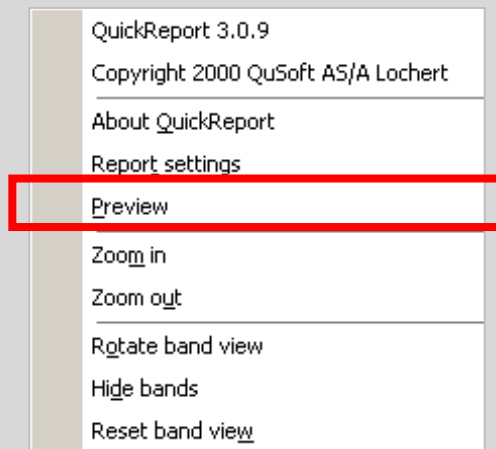 QuickReport 3.0.9
Copyright 2000 QuSoft AS/A Lochert
About QuickReport
Report settings
Preview
Zoom in
Zoom out
Rotate band view
Hide bands
Reset band view